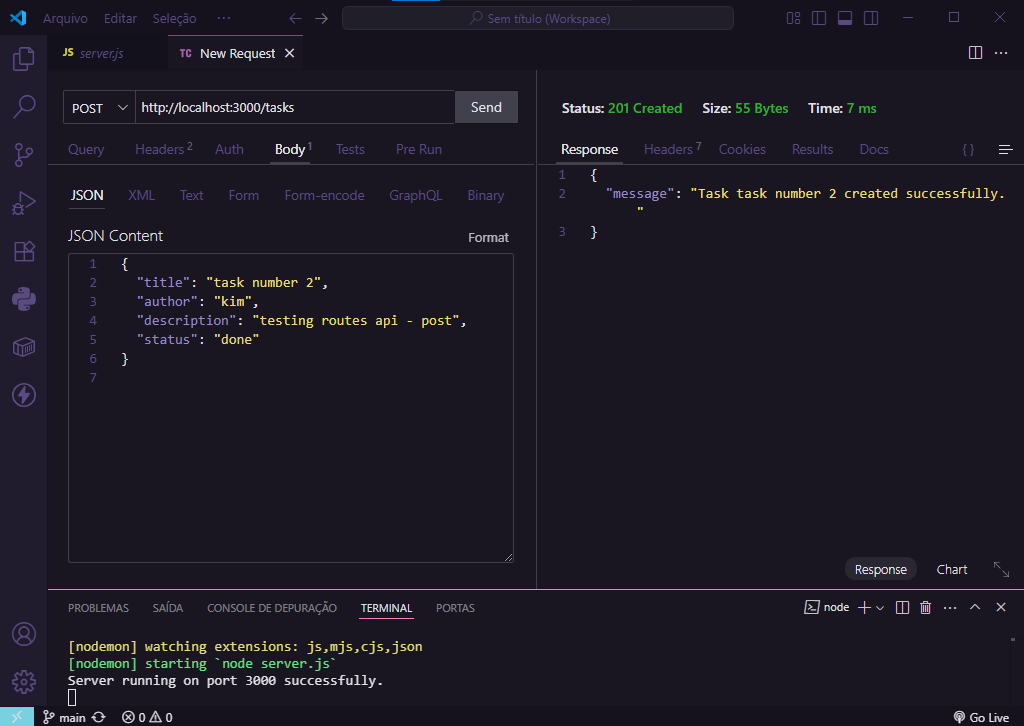 Arquivo Editar Seleção ··· Sem título (Workspace)
JS server.js TC New Request
POST http://localhost:3000/tasks Send
Status: 201 Created Size: 55 Bytes Time: 7 ms
Query Headers 2 Auth Body 1 Tests Pre Run
Response Headers 7 Cookies Results Docs { }
JSON XML Text Form Form-encode GraphQL Binary
JSON Content Format
1 {
2 "title": "task number 2",
3 "author": "kim",
4 "description": "testing routes api - post",
5 "status": "done"
6 }
7
1 {
2 "message": "Task task number 2 created successfully.
"
3 }
Response Chart
PROBLEMAS SAÍDA CONSOLE DE DEPURAÇÃO TERMINAL PORTAS node
[nodemon] watching extensions: js,mjs,cjs,json
[nodemon] starting `node server.js`
Server running on port 3000 successfully.
main 0 0 Go Live